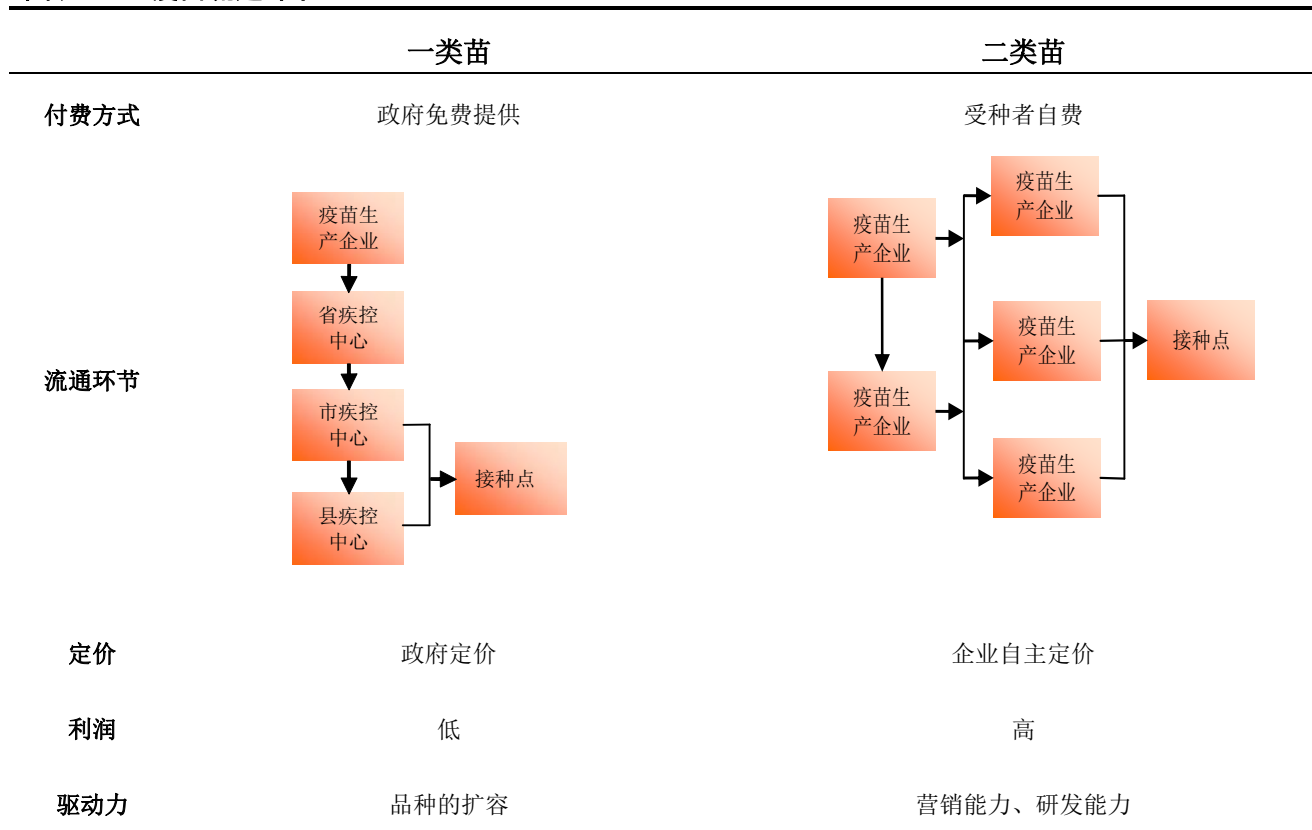 一类苗
二类苗
付费方式
政府免费提供
受种者自费
流通环节
疫苗生
产企业
省疾控
中心
市疾控
中心
县疾控
中心
接种点
疫苗生
产企业
疫苗生
产企业
疫苗生
产企业
疫苗生
产企业
疫苗生
产企业
接种点
定价
政府定价
企业自主定价
利润
低
高
驱动力
品种的扩容
营销能力、研发能力